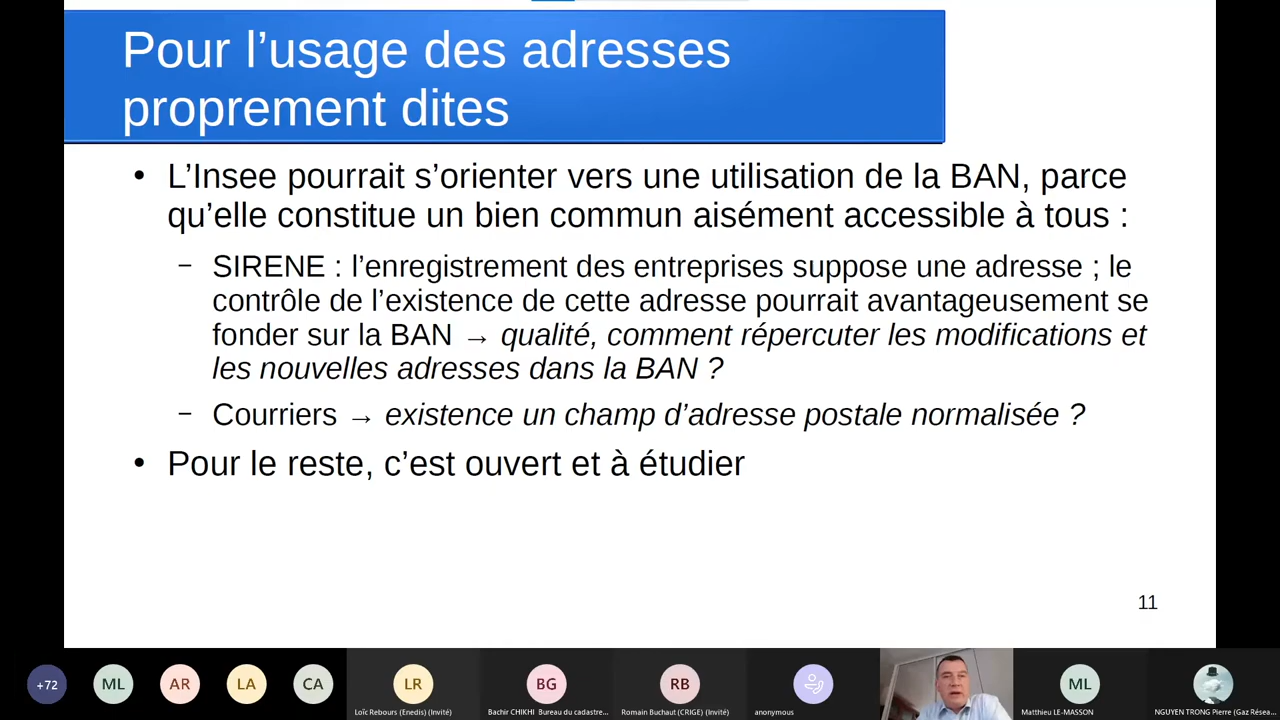 Pour l’usage des adresses
proprement dites
• L’Insee pourrait s’orienter vers une utilisation de la BAN, parce
qu’elle constitue un bien commun aisément accessible à tous :
– SIRENE : l’enregistrement des entreprises suppose une adresse ; le
contrôle de l’existence de cette adresse pourrait avantageusement se
fonder sur la BAN → qualité, comment répercuter les modifications et
les nouvelles adresses dans la BAN ?
– Courriers → existence un champ d’adresse postale normalisée ?
• Pour le reste, c’est ouvert et à étudier
11
+72 ML AR LA CA LR BG RB ML
Loïc Rebours (Enedis) (Invité) Bachir CHIKHI Bureau du cadastre... Romain Buchaut (CRIGE) (Invité) anonymous Matthieu LE-MASSON NGUYEN TRONG Pierre (Gaz Résea...